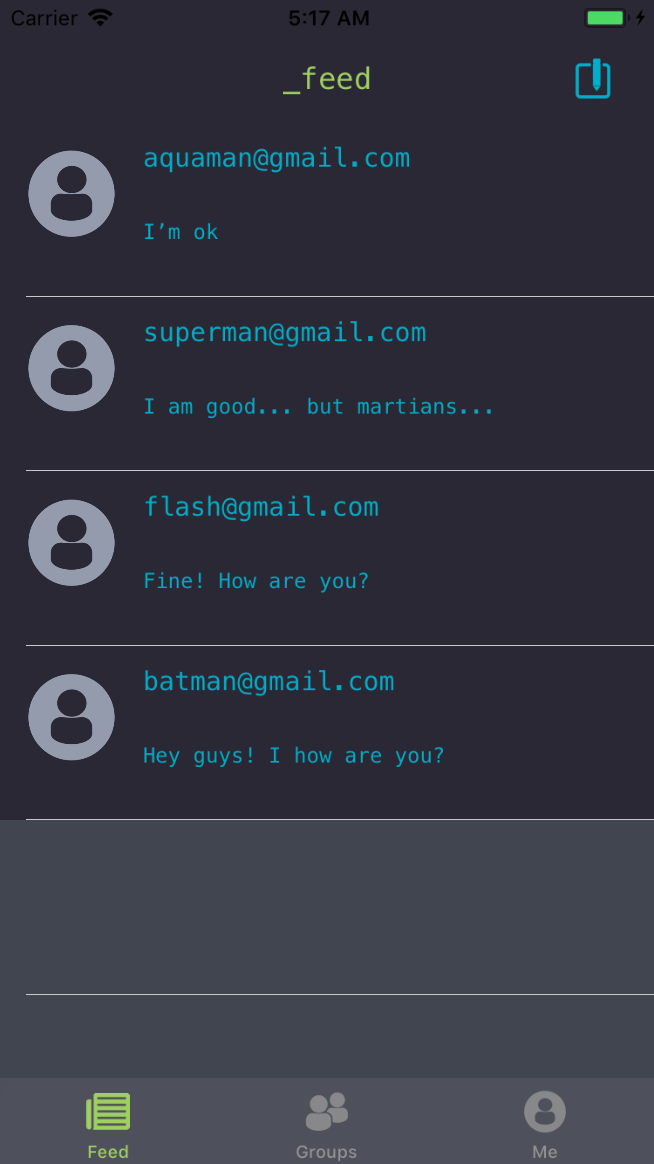 Carrier 5:17 AM
_feed
aquaman@gmail.com
I'm ok
superman@gmail.com
I am good... but martians...
flash@gmail.com
Fine! How are you?
batman@gmail.com
Hey guys! I how are you?
Feed Groups Me